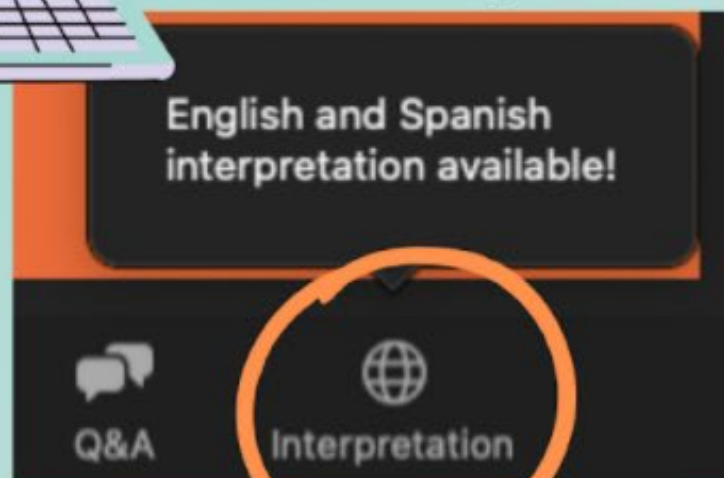 English and Spanish
interpretation available!
Q&A
Interpretation